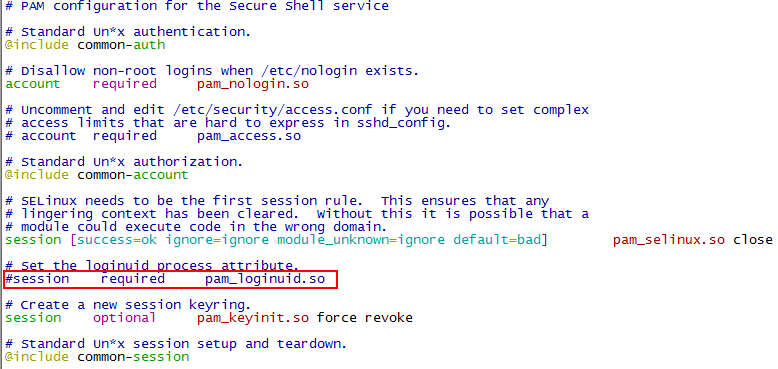 # PAM configuration for the Secure Shell service
# Standard Un*x authentication.
@include common-auth
# Disallow non-root logins when /etc/nologin exists.
account    required     pam_nologin.so
# Uncomment and edit /etc/security/access.conf if you need to set complex
# access limits that are hard to express in sshd_config.
# account  required     pam_access.so
# Standard Un*x authorization.
@include common-account
# SELinux needs to be the first session rule.  This ensures that any
# lingering context has been cleared.  Without this it is possible that a
# module could execute code in the wrong domain.
session [success=ok ignore=ignore module_unknown=ignore default=bad]        pam_selinux.so close
# Set the loginuid process attribute.
#session    required     pam_loginuid.so
# Create a new session keyring.
session    optional     pam_keyinit.so force revoke
# Standard Un*x session setup and teardown.
@include common-session